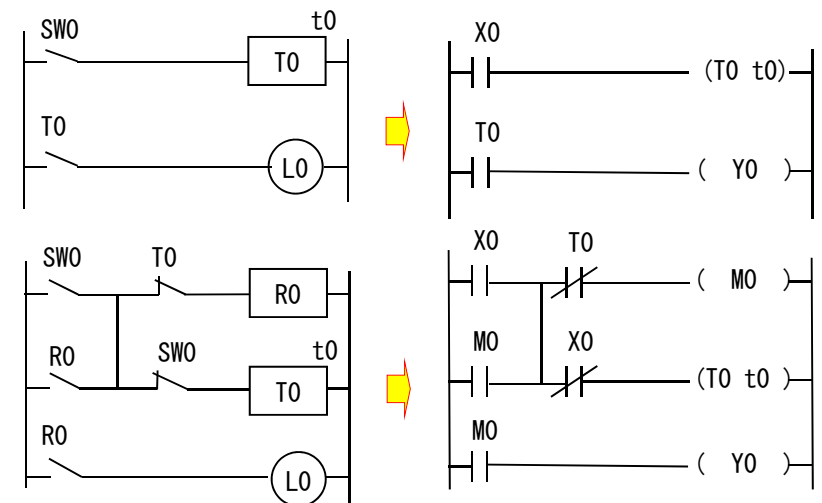 SW0 t0
T0
T0
L0
X0
(T0 t0)
T0
( Y0 )
SW0 T0
R0
R0 SW0 t0
T0
R0
L0
X0 T0
( M0 )
M0 X0
(T0 t0 )
M0
( Y0 )